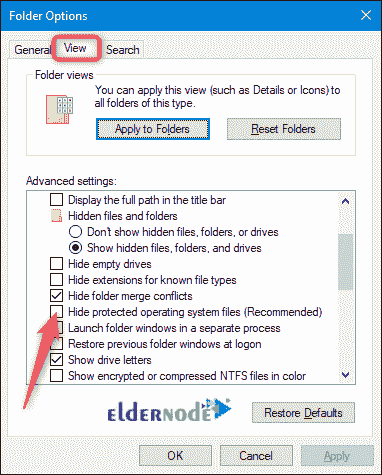 Folder Options
General View Search
Folder views
You can apply this view (such as Details or Icons) to
all folders of this type.
Apply to Folders Reset Folders
Advanced settings:
Display the full path in the title bar
Hidden files and folders
Don't show hidden files, folders, or drives
Show hidden files, folders, and drives
Hide empty drives
Hide extensions for known file types
Hide folder merge conflicts
Hide protected operating system files (Recommended)
Launch folder windows in a separate process
Restore previous folder windows at logon
Show drive letters
Show encrypted or compressed NTFS files in color
eldernode
Restore Defaults
OK Cancel Apply